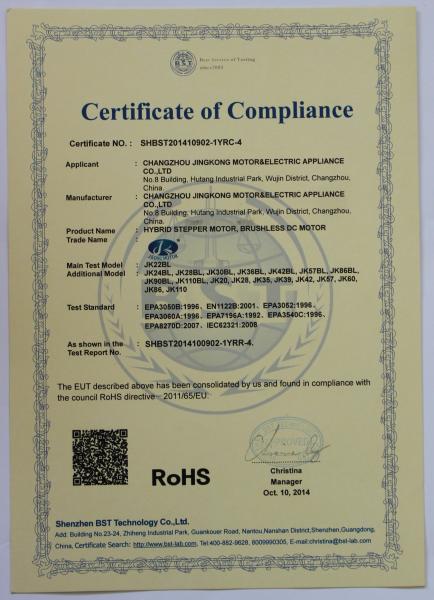 BST
Best Service of Testing
since2003
Certificate of Compliance
Certificate NO. : SHBST201410902-1YRC-4
Applicant : CHANGZHOU JINGKONG MOTOR&ELECTRIC APPLIANCE
CO.,LTD
No.8 Building, Hutang Industrial Park, Wujin District, Changzhou,
China.
Manufacturer : CHANGZHOU JINGKONG MOTOR&ELECTRIC APPLIANCE
CO.,LTD
No.8 Building, Hutang Industrial Park, Wujin District, Changzhou,
China.
Product Name : HYBRID STEPPER MOTOR, BRUSHLESS DC MOTOR
Trade Name :
Main Test Model : JK22BL
Additional Model : JK24BL, JK28BL, JK30BL, JK36BL, JK42BL, JK57BL, JK86BL,
JK90BL, JK110BL, JK20, JK28, JK35, JK39, JK42, JK57, JK60,
JK86, JK110
Test Standard : EPA3050B:1996, EN1122B:2001, EPA3052:1996,
EPA3060A:1996, EPA7196A:1992, EPA3540C:1996,
EPA8270D:2007, IEC62321:2008
As shown in the : SHBST2014100902-1YRR-4.
Test Report No.
The EUT described above has been consolidated by us and found in compliance with
the council RoHS directive 2011/65/EU.
APPROVED
RoHS
Christina
Manager
Oct. 10, 2014
Shenzhen BST Technology Co.,Ltd.
Add: Building No.23-24, Zhiheng Industrial Park, Guankouer Road, Nantou,Nanshan District,Shenzhen,Guangdong,
China, Certificate Search: http://www.bst-lab.com, Tel:400-882-9628, 8009990305, E-mail:christina@bst-lab.com